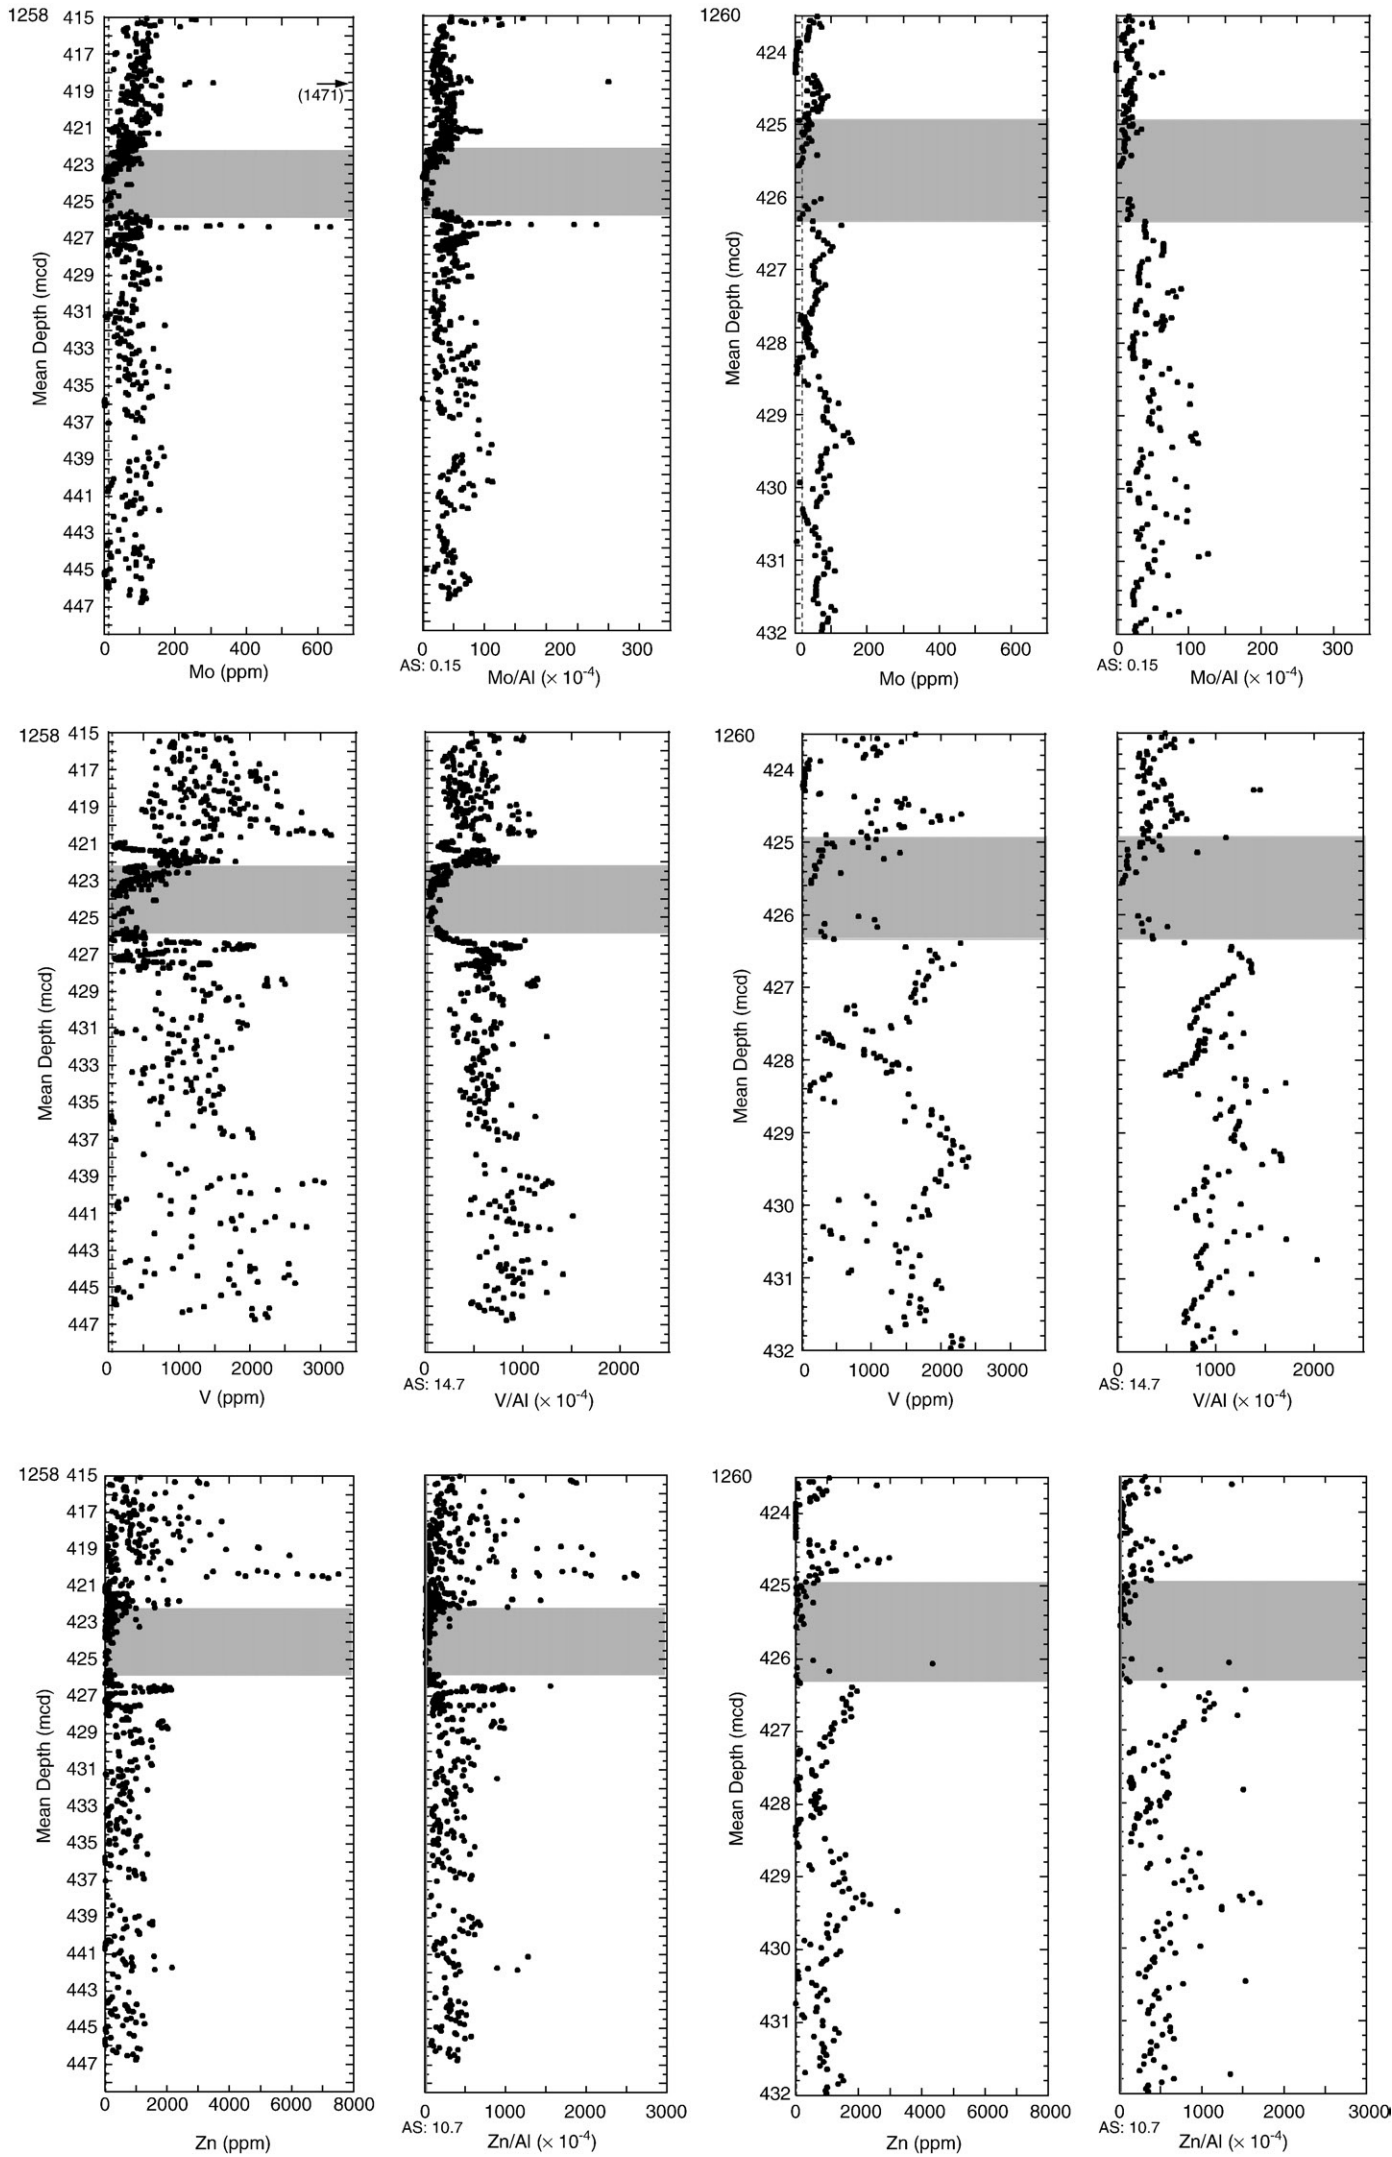 1258
415
417
419
421
423
425
427
429
431
433
435
437
439
441
443
445
447
Mean Depth (mcd)
(1471)
0 200 400 600
Mo (ppm)
0 100 200 300
AS: 0.15
Mo/Al (× 10-4)
1260
424
425
426
427
428
429
430
431
432
Mean Depth (mcd)
0 200 400 600
Mo (ppm)
0 100 200 300
AS: 0.15
Mo/Al (× 10-4)
1258
415
417
419
421
423
425
427
429
431
433
435
437
439
441
443
445
447
Mean Depth (mcd)
0 1000 2000 3000
V (ppm)
0 1000 2000
AS: 14.7
V/Al (× 10-4)
1260
424
425
426
427
428
429
430
431
432
Mean Depth (mcd)
0 1000 2000 3000
V (ppm)
0 1000 2000
AS: 14.7
V/Al (× 10-4)
1258
415
417
419
421
423
425
427
429
431
433
435
437
439
441
443
445
447
Mean Depth (mcd)
0 2000 4000 6000 8000
Zn (ppm)
0 1000 2000 3000
AS: 10.7
Zn/Al (× 10-4)
1260
424
425
426
427
428
429
430
431
432
Mean Depth (mcd)
0 2000 4000 6000 8000
Zn (ppm)
0 1000 2000 3000
AS: 10.7
Zn/Al (× 10-4)